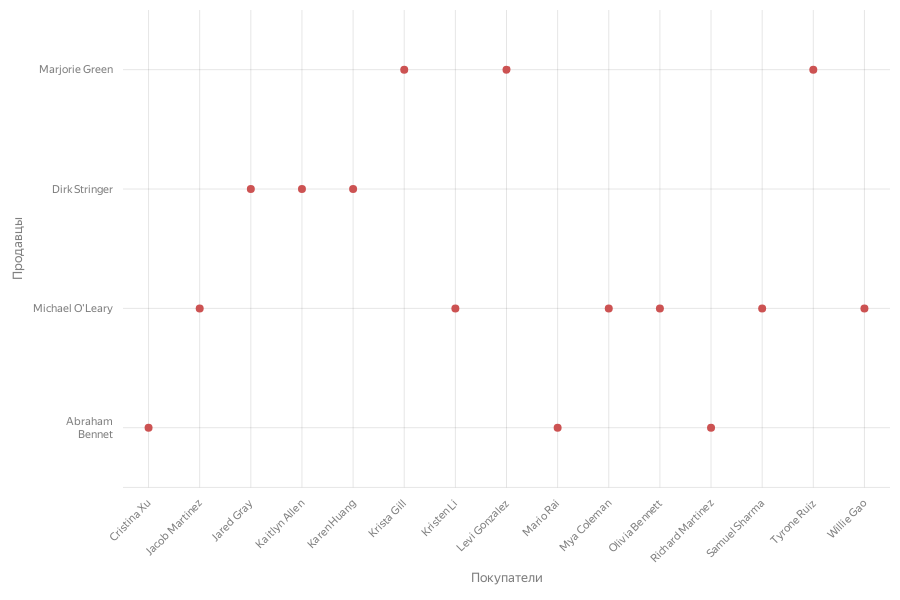 Marjorie Green
Dirk Stringer
Michael O'Leary
Abraham
Bennet
Продавцы
Cristina Xu
Jacob Martinez
Jared Gray
Kaitlyn Allen
Karen Huang
Krista Gill
Kristen Li
Levi Gonzalez
Mario Rai
Mya Coleman
Olivia Bennett
Richard Martinez
Samuel Sharma
Tyrone Ruiz
Willie Gao
Покупатели